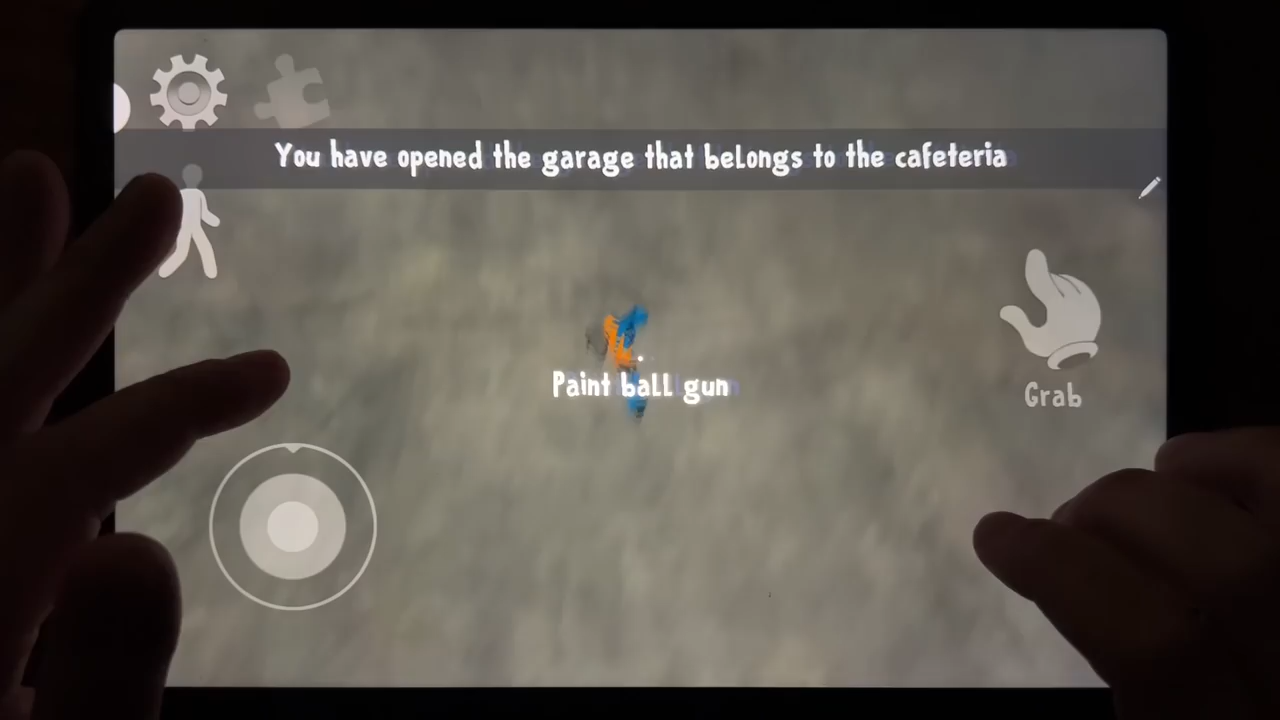 You have opened the garage that belongs to the cafeteria
Paint ball gun
Grab